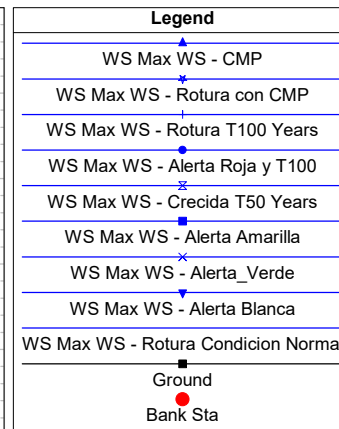 Legend
WS Max WS - CMP
WS Max WS - Rotura con CMP
WS Max WS - Rotura T100 Years
WS Max WS - Alerta Roja y T100
WS Max WS - Crecida T50 Years
WS Max WS - Alerta Amarilla
WS Max WS - Alerta_Verde
WS Max WS - Alerta Blanca
WS Max WS - Rotura Condicion Norma
Ground
Bank Sta